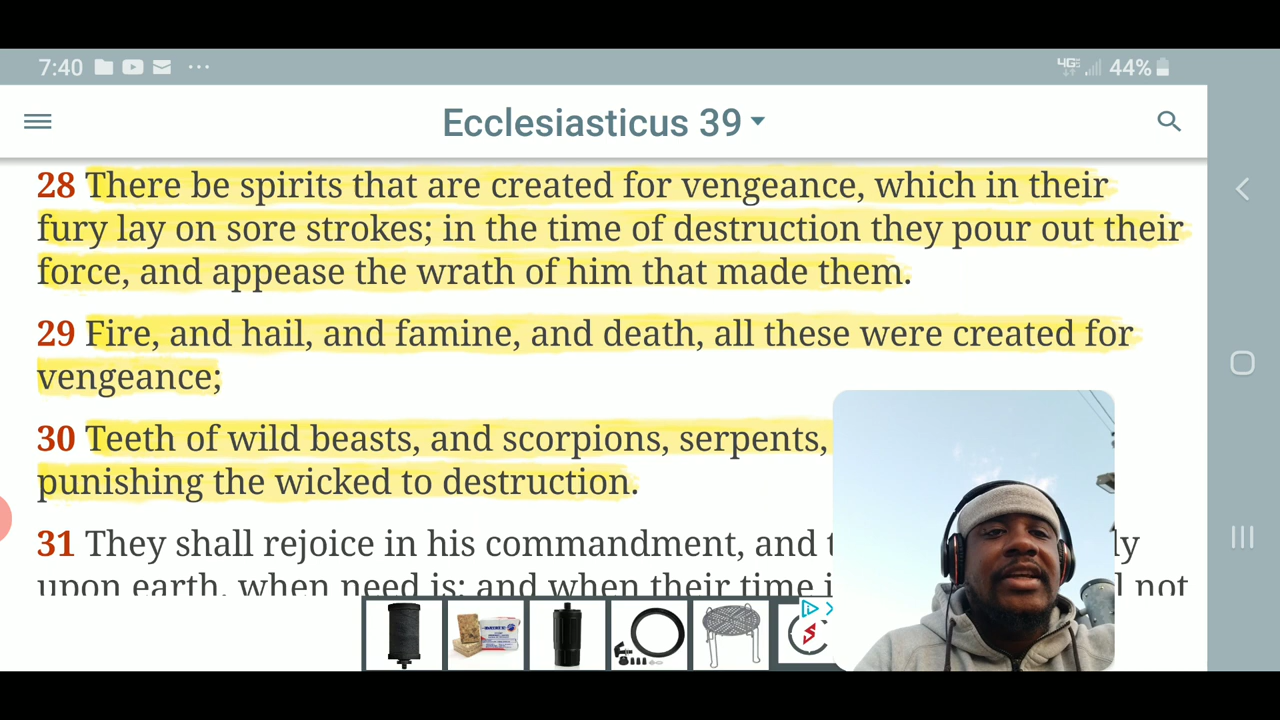 7:40 ... 4GE 44%
Ecclesiasticus 39
28 There be spirits that are created for vengeance, which in their
fury lay on sore strokes; in the time of destruction they pour out their
force, and appease the wrath of him that made them.
29 Fire, and hail, and famine, and death, all these were created for
vengeance;
30 Teeth of wild beasts, and scorpions, serpents,
punishing the wicked to destruction.
31 They shall rejoice in his commandment, and
upon earth, when need is; and when their time not